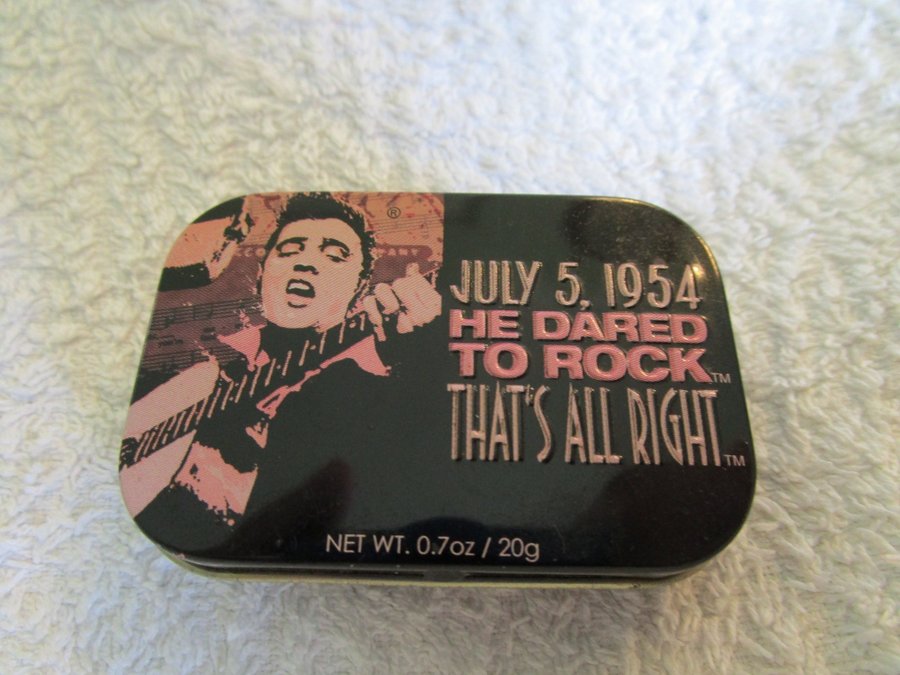 ®
JULY 5, 1954
HE DARED
TO ROCK™
THAT'S ALL RIGHT™
NET WT. 0.7oz / 20g